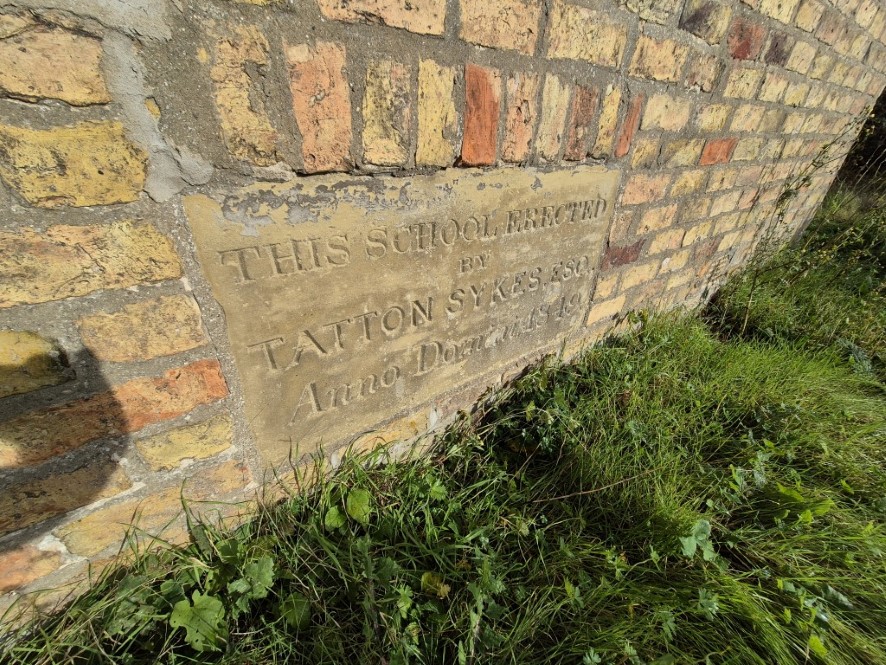 THIS SCHOOL ERECTED
BY
TATTON SYKES, ESQ.
Anno Domini 1849